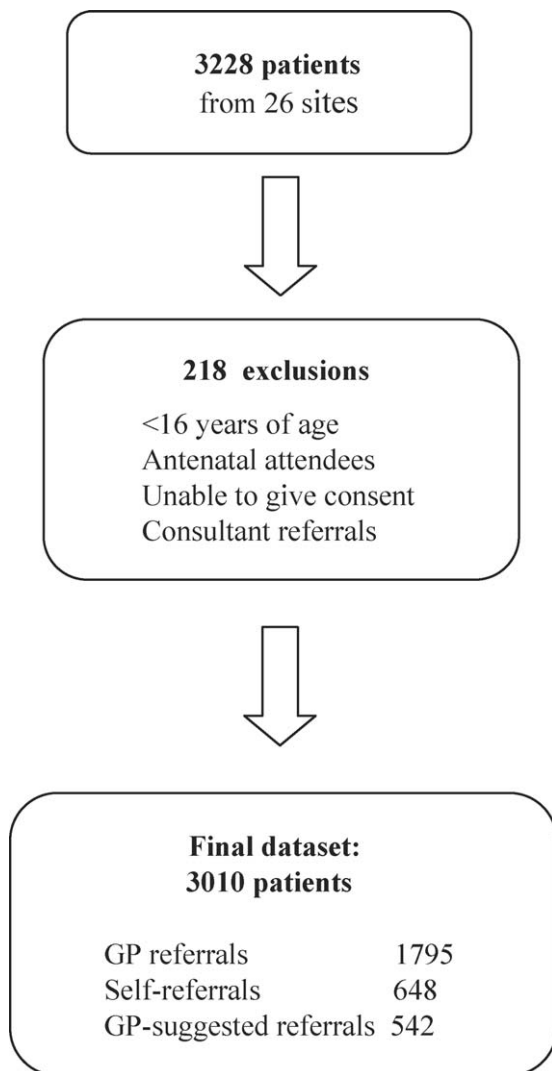 3228 patients
from 26 sites
218 exclusions
<16 years of age
Antenatal attendees
Unable to give consent
Consultant referrals
Final dataset:
3010 patients
GP referrals 1795
Self-referrals 648
GP-suggested referrals 542